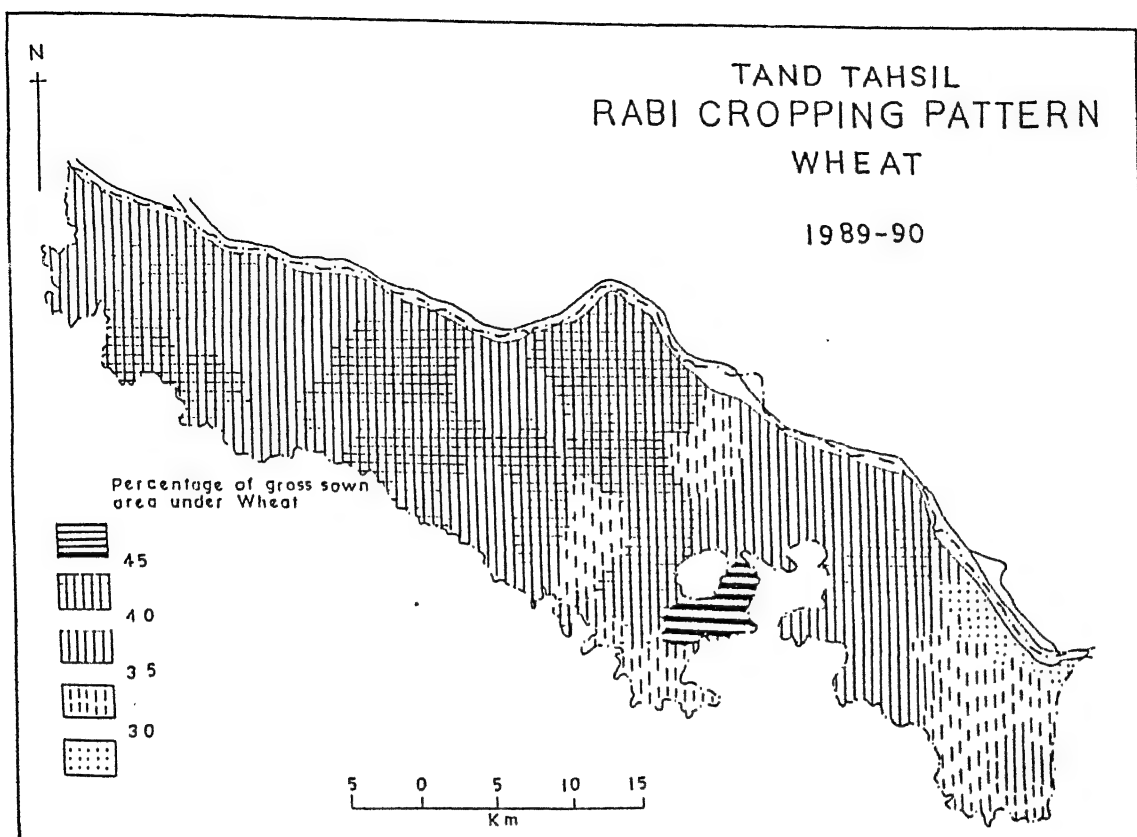 N
TAND TAHSIL
RABI CROPPING PATTERN
WHEAT
1989-90
Percentage of gross sown
area under Wheat
45
40
35
30
5 0 5 10 15
Km